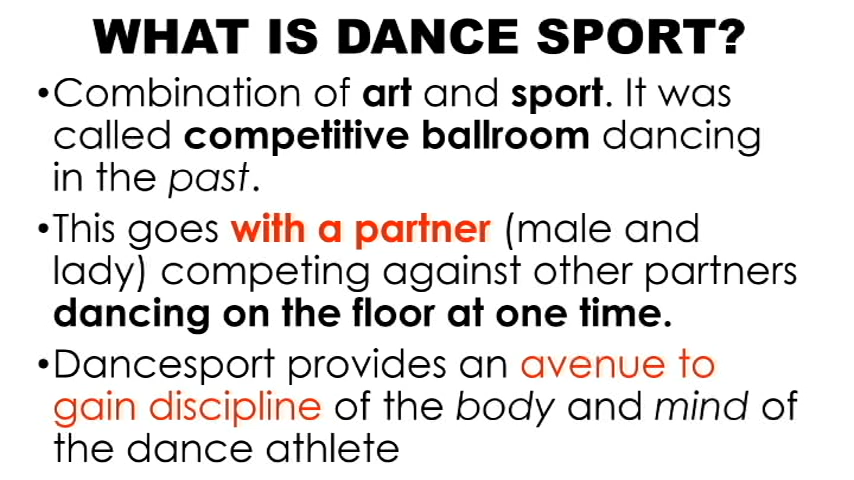 WHAT IS DANCE SPORT?
•Combination of art and sport. It was
called competitive ballroom dancing
in the past.
•This goes with a partner (male and
lady) competing against other partners
dancing on the floor at one time.
•Dancesport provides an avenue to
gain discipline of the body and mind of
the dance athlete